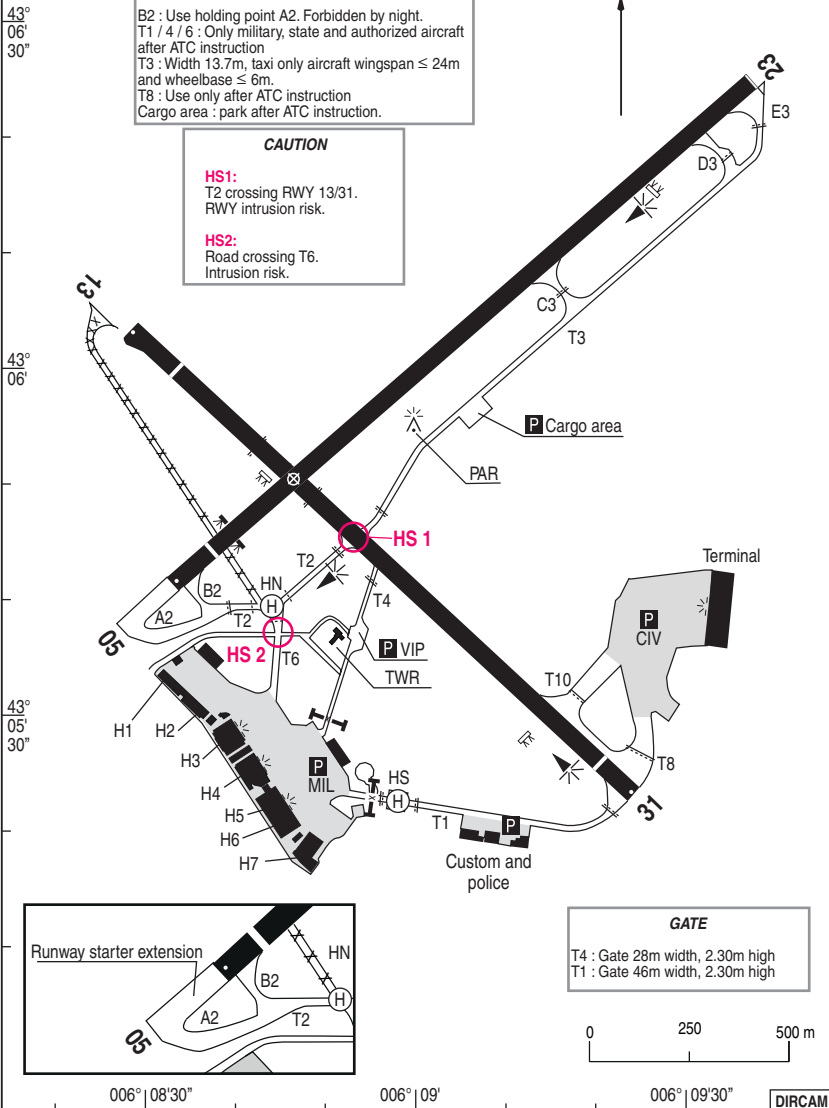 43°
06'
30”
B2 : Use holding point A2. Forbidden by night.
T1 / 4 / 6 : Only military, state and authorized aircraft
after ATC instruction
T3 : Width 13.7m, taxi only aircraft wingspan ≤ 24m
and wheelbase ≤ 6m.
T8 : Use only after ATC instruction
Cargo area : park after ATC instruction.
CAUTION
HS1:
T2 crossing RWY 13/31.
RWY intrusion risk.
HS2:
Road crossing T6.
Intrusion risk.
23
E3
D3
13
C3
T3
43°
06'
P Cargo area
PAR
HS 1
T2
Terminal
HN
B2
H
T4
A2
T2
P
CIV
05
HS 2
T6
P VIP
TWR
T10
43°
05'
30”
H1
H2
H3
P
MIL
HS
T8
H4
H
H5
T1
P
31
H6
H7
Custom and
police
GATE
T4 : Gate 28m width, 2.30m high
T1 : Gate 46m width, 2.30m high
Runway starter extension
HN
B2
H
A2
T2
05
0 250 500 m
006° 08'30” 006° 09' 006° 09'30”
DIRCAM